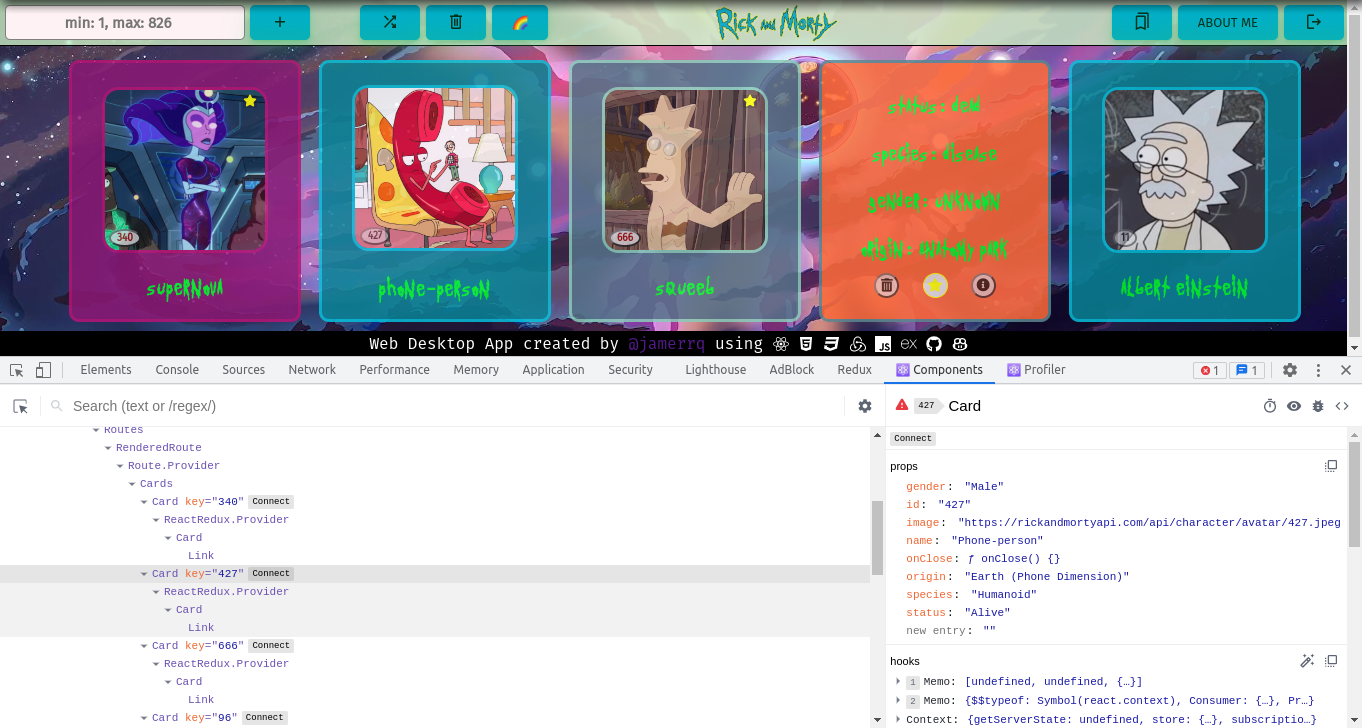 min: 1, max: 826
+
Rick and Morty
ABOUT ME
340
supernova
427
phone-person
666
squeeb
status: dead
species: disease
gender: unknown
origin: anatomy park
11
albert einstein
Web Desktop App created by @jamerrq using
JS
EX
Elements Console Sources Network Performance Memory Application Security Lighthouse AdBlock Redux Components Profiler 1 1
Search (text or /regex/)
427 Card
Routes
RenderedRoute
Route.Provider
Cards
Card key="340" Connect
ReactRedux.Provider
Card
Link
Card key="427" Connect
ReactRedux.Provider
Card
Link
Card key="666" Connect
ReactRedux.Provider
Card
Link
Card key="96" Connect
Connect
props
gender: "Male"
id: "427"
image: "https://rickandmortyapi.com/api/character/avatar/427.jpeg
name: "Phone-person"
onClose: ƒ onClose() {}
origin: "Earth (Phone Dimension)"
species: "Humanoid"
status: "Alive"
new entry: ""
hooks
1 Memo: [undefined, undefined, {…}]
2 Memo: {$$typeof: Symbol(react.context), Consumer: {…}, Pr…}
Context: {getServerState: undefined, store: {…}, subscriptio…}